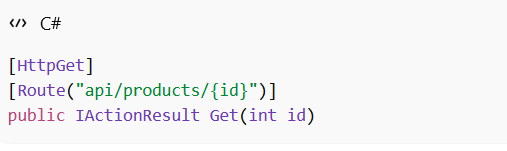 </> C#
[HttpGet]
[Route("api/products/{id}")]
public IActionResult Get(int id)